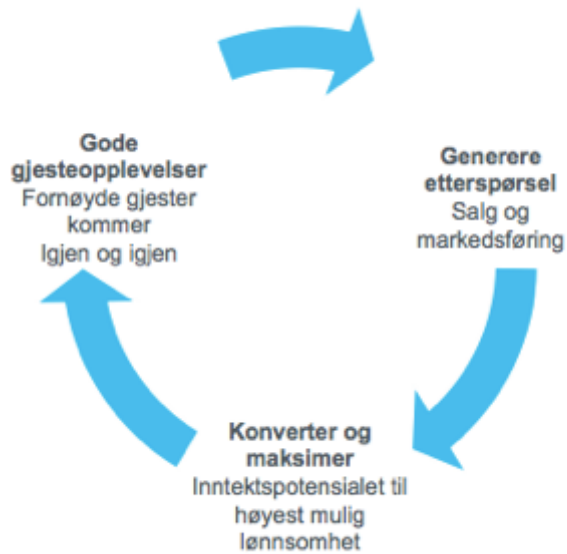 Gode
gjesteopplevelser
Fornøyde gjester
kommer
Igjen og igjen
Generere
etterspørsel
Salg og
markedsføring
Konverter og
maksimer
Inntektspotensialet til
høyest mulig
lønnsomhet